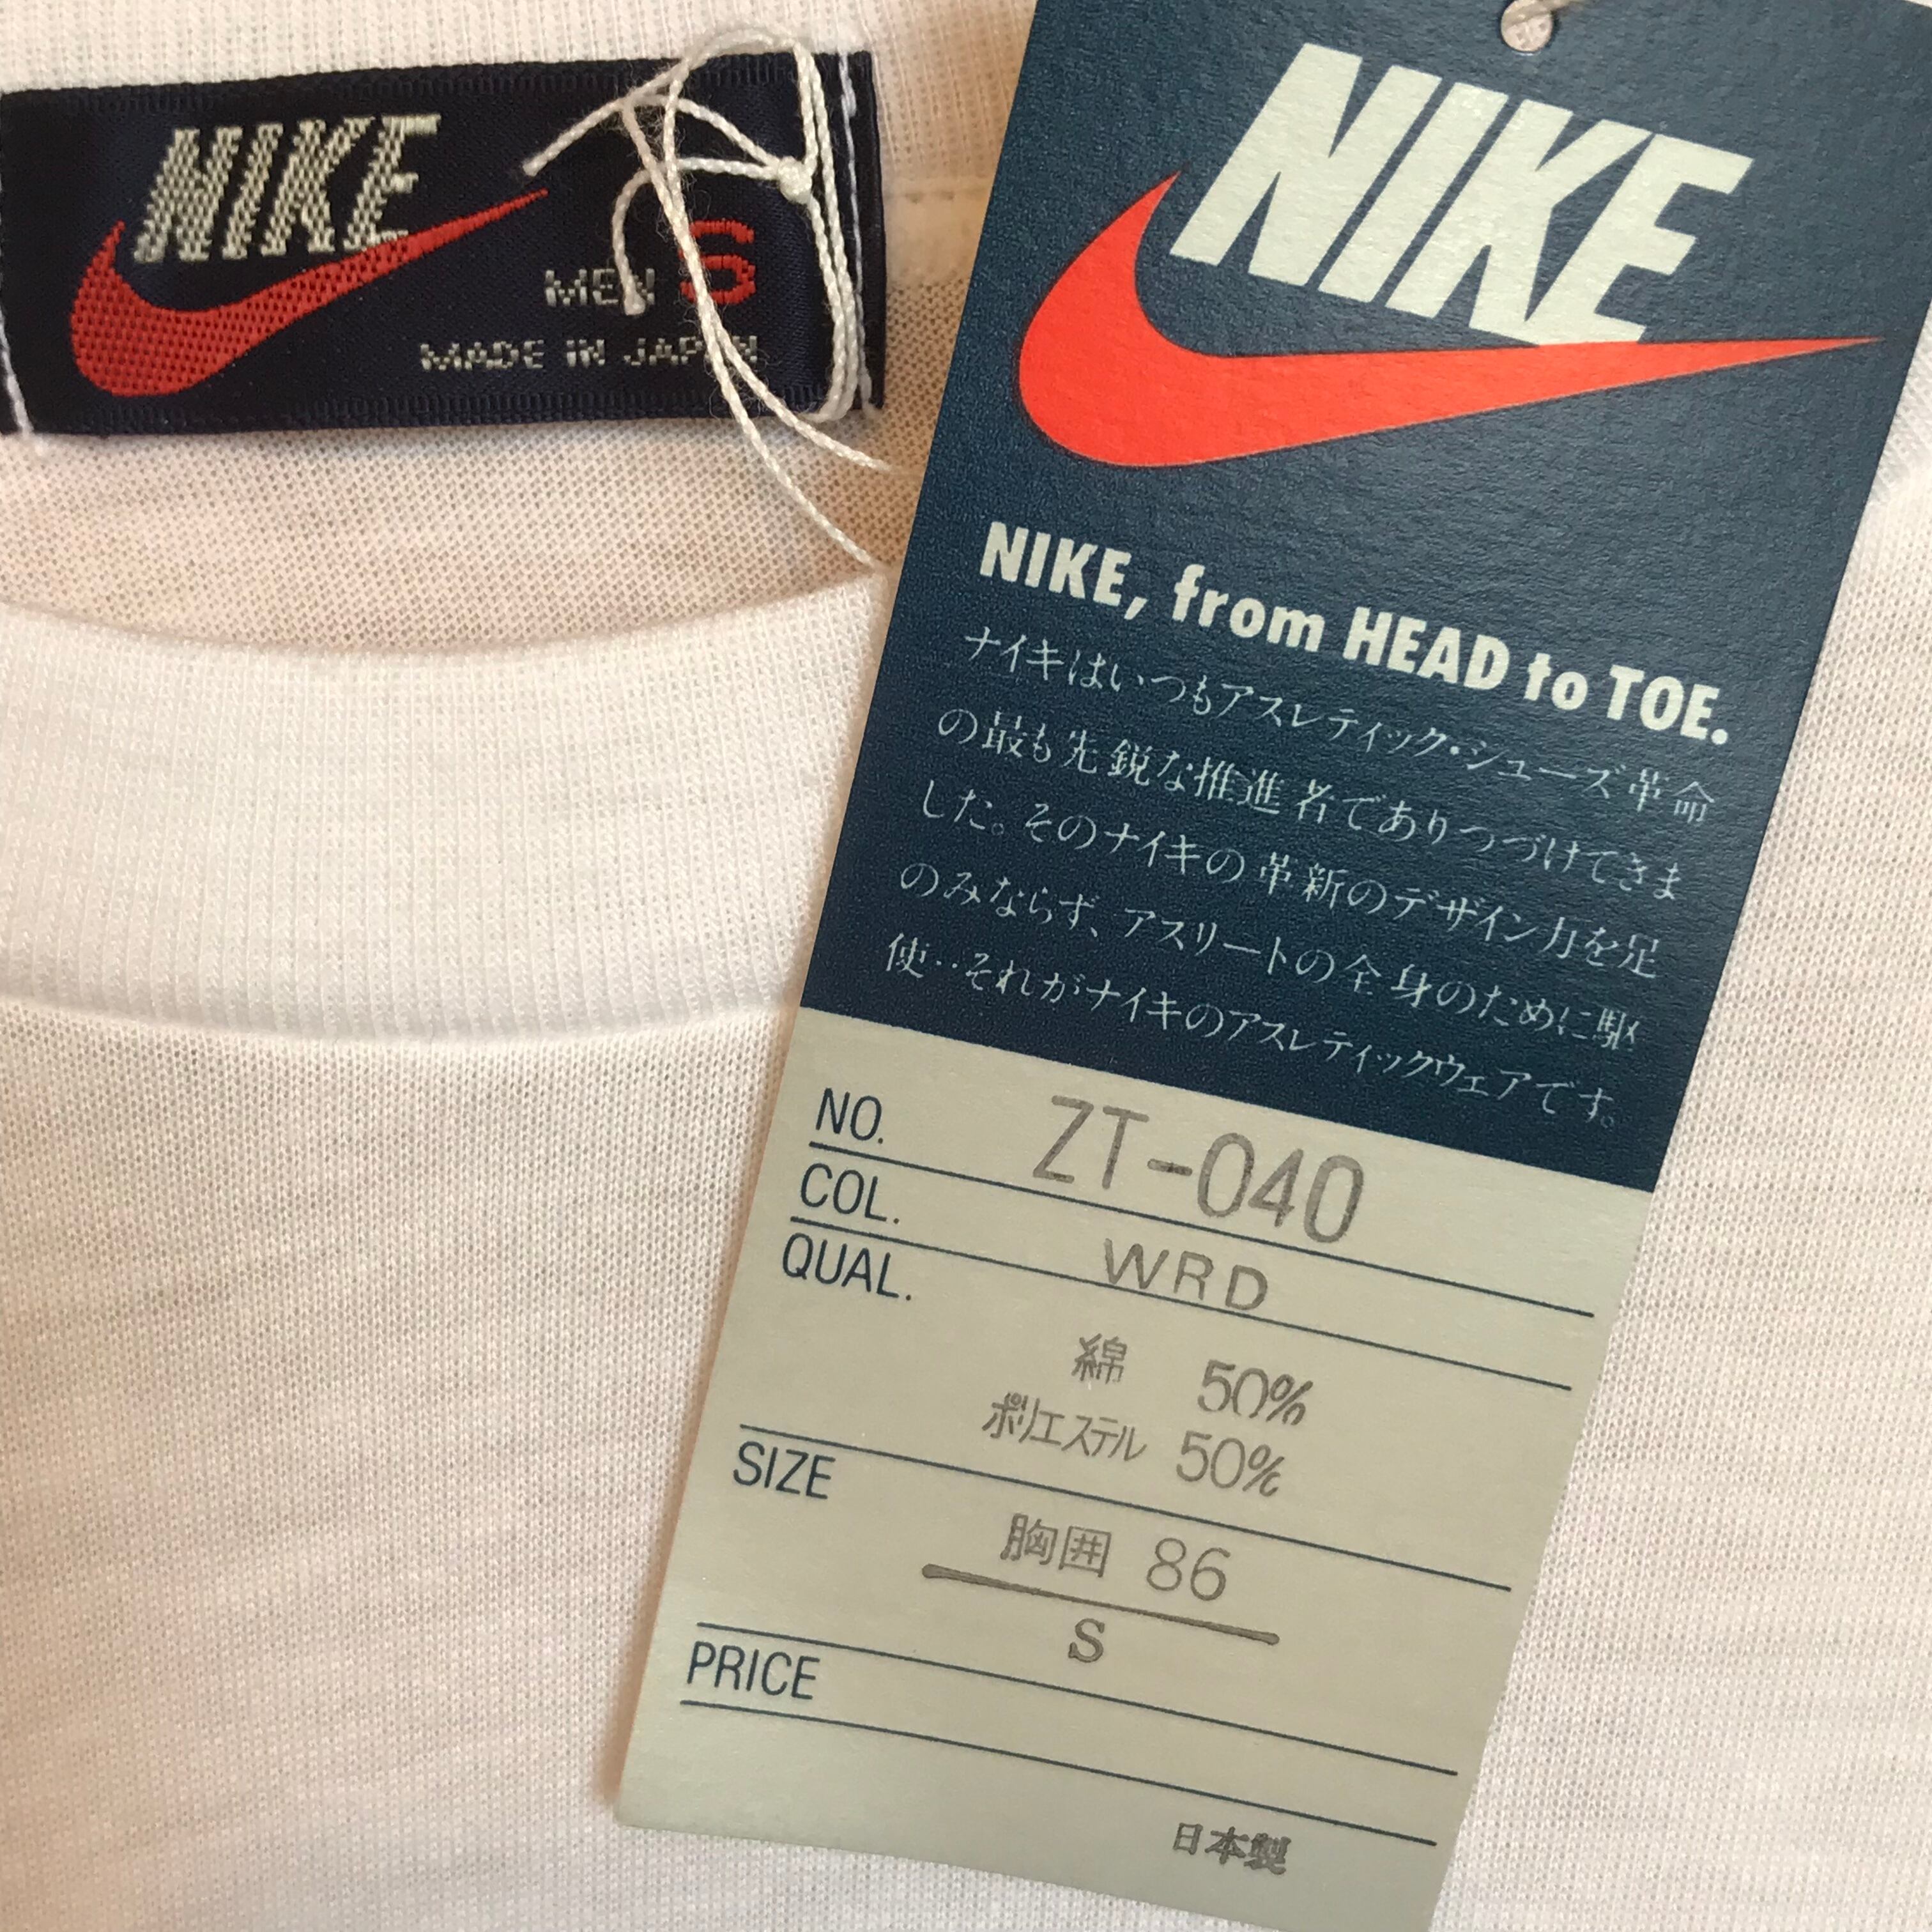 NIKE
MEN S
MADE IN JAPAN
NIKE
NIKE, from HEAD to TOE.
ナイキはいつもアスレティック・シューズ革命
の最も先鋭な推進者でありつづけてきま
した。そのナイキの革新のデザイン力を足
のみならず、アスリートの全身のために駆
使‥それがナイキのアスレティックウェアです。
NO. ZT-040
COL. WRD
QUAL.
綿 50%
ポリエステル 50%
SIZE
胸囲 86
S
PRICE
日本製